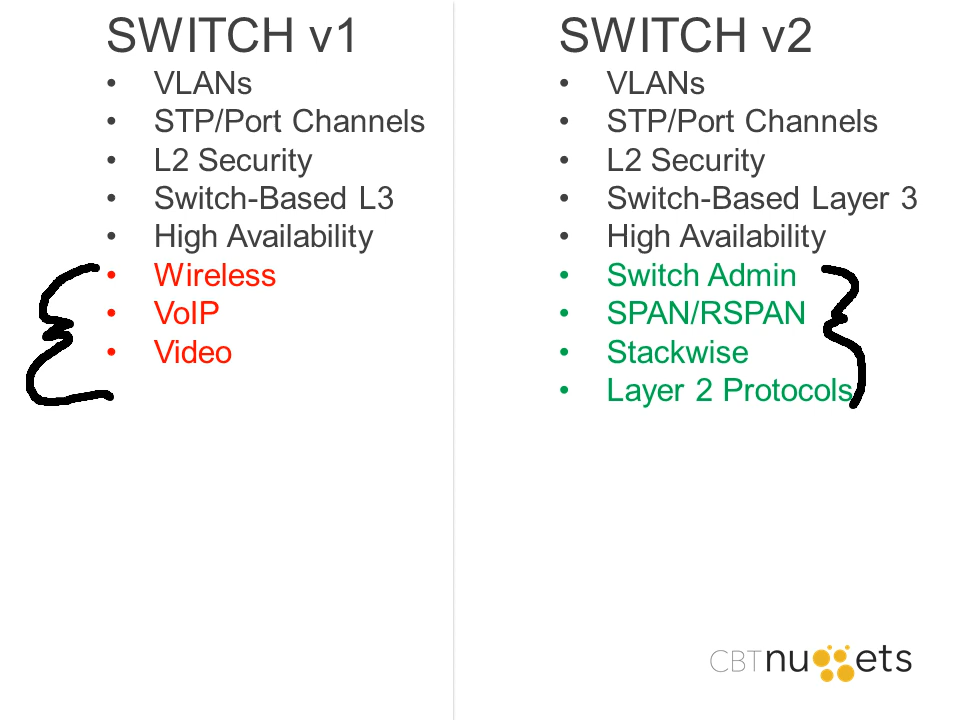 SWITCH v1
• VLANs
• STP/Port Channels
• L2 Security
• Switch-Based L3
• High Availability
• Wireless
• VoIP
• Video
SWITCH v2
• VLANs
• STP/Port Channels
• L2 Security
• Switch-Based Layer 3
• High Availability
• Switch Admin
• SPAN/RSPAN
• Stackwise
• Layer 2 Protocols
CBTnuggets